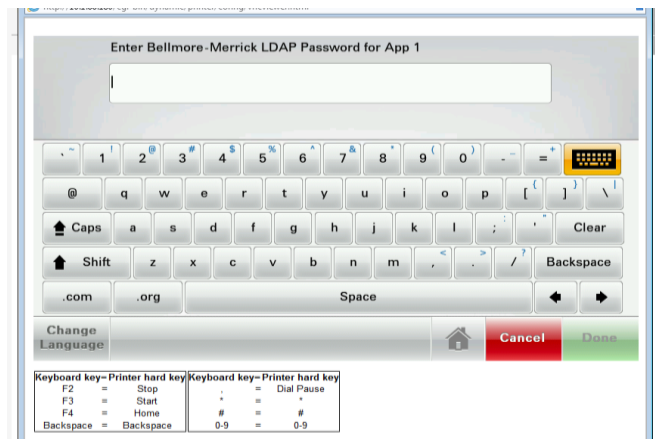 Enter Bellmore-Merrick LDAP Password for App 1
` ~ 1 ! 2 @ 3 # 4 $ 5 % 6 ^ 7 & 8 * 9 ( 0 ) - _ = +
@ q w e r t y u i o p [ { ] } \ |
Caps a s d f g h j k l ; : ' " Clear
Shift z x c v b n m , < . > / ? Backspace
.com .org Space
Change
Language
Cancel Done
Keyboard key=Printer hard key Keyboard key=Printer hard key
F2 = Stop . = Dial Pause
F3 = Start * = *
F4 = Home # = #
Backspace = Backspace 0-9 = 0-9